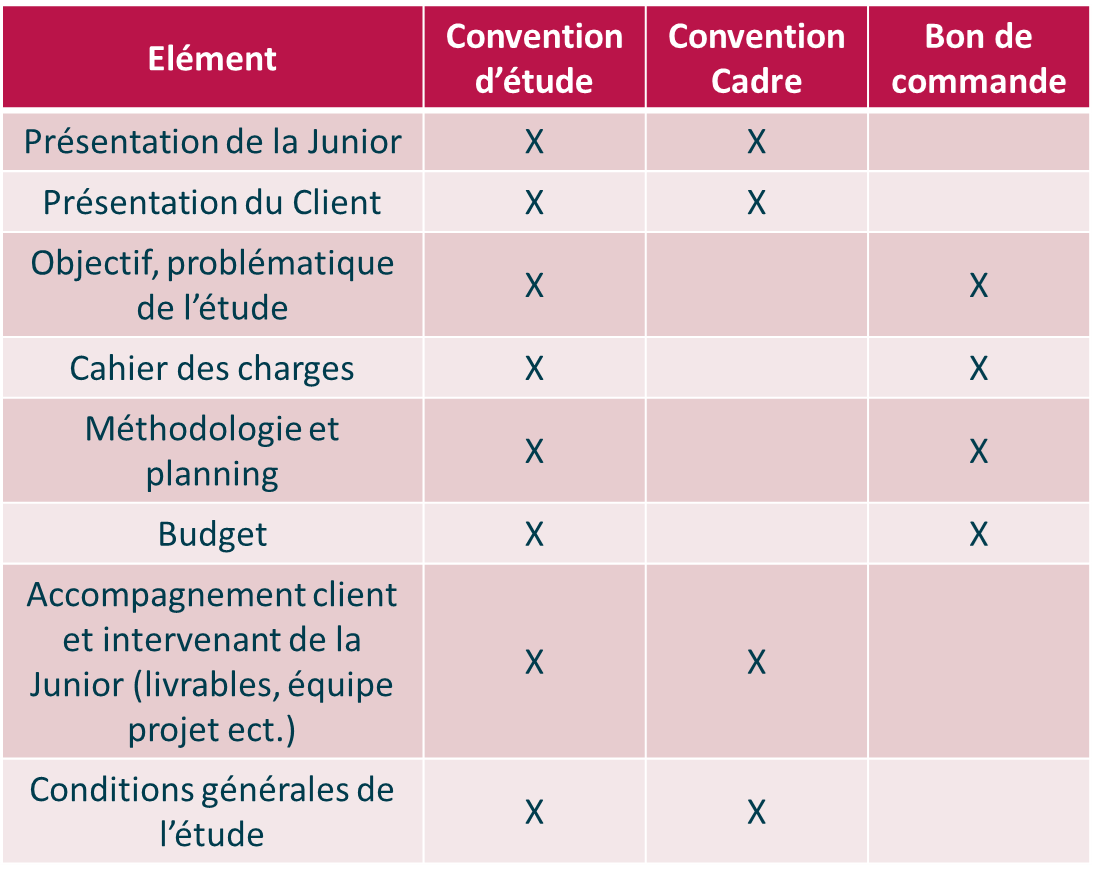 Elément
Convention
d’étude
Convention
Cadre
Bon de
commande
Présentation de la Junior
X
X
Présentation du Client
X
X
Objectif, problématique
de l’étude
X
X
Cahier des charges
X
X
Méthodologie et
planning
X
X
Budget
X
X
Accompagnement client
et intervenant de la
Junior (livrables, équipe
projet ect.)
X
X
Conditions générales de
l’étude
X
X